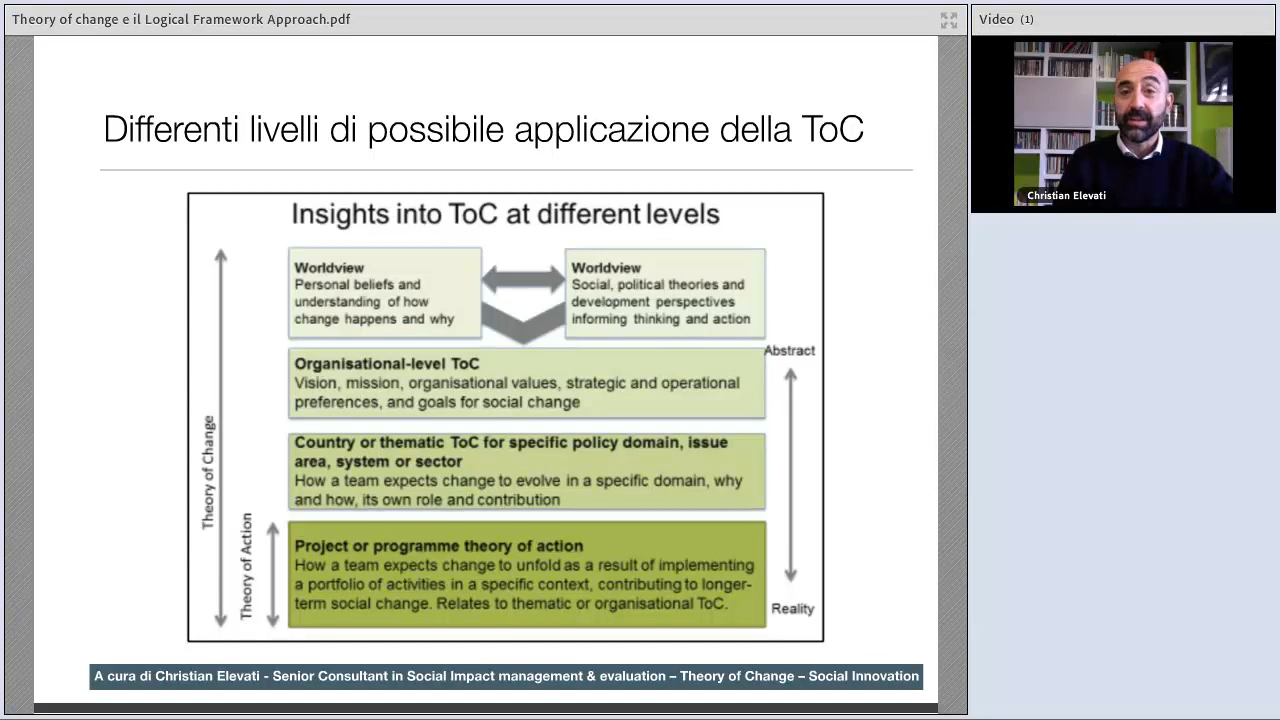 Theory of change e il Logical Framework Approach.pdf
Video (1)
Christian Elevati
Differenti livelli di possibile applicazione della ToC
Insights into ToC at different levels
Worldview
Personal beliefs and
understanding of how
change happens and why
Worldview
Social, political theories and
development perspectives
informing thinking and action
Abstract
Organisational-level ToC
Vision, mission, organisational values, strategic and operational
preferences, and goals for social change
Theory of Change
Country or thematic ToC for specific policy domain, issue
area, system or sector
How a team expects change to evolve in a specific domain, why
and how, its own role and contribution
Theory of Action
Project or programme theory of action
How a team expects change to unfold as a result of implementing
a portfolio of activities in a specific context, contributing to longer-
term social change. Relates to thematic or organisational ToC.
Reality
A cura di Christian Elevati - Senior Consultant in Social Impact management & evaluation – Theory of Change – Social Innovation